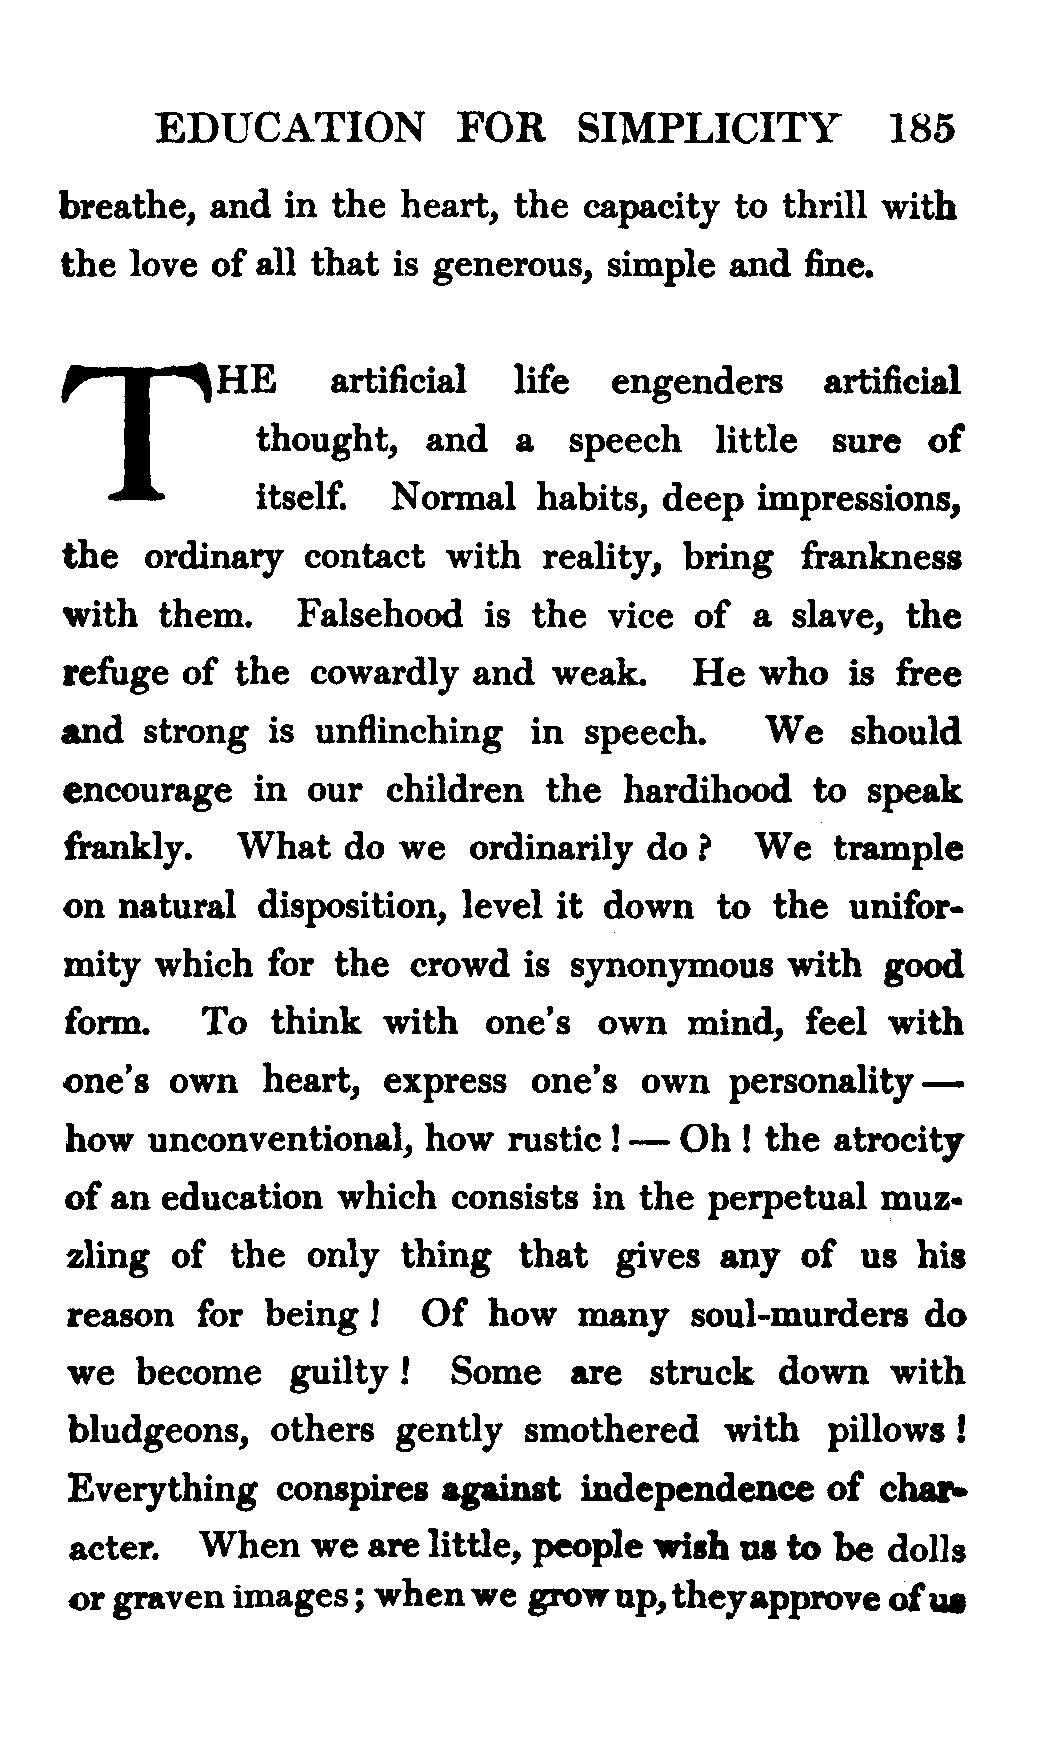 EDUCATION FOR SIMPLICITY 185
breathe, and in the heart, the capacity to thrill with
the love of all that is generous, simple and fine.
THE artificial life engenders artificial
thought, and a speech little sure of
itself. Normal habits, deep impressions,
the ordinary contact with reality, bring frankness
with them. Falsehood is the vice of a slave, the
refuge of the cowardly and weak. He who is free
and strong is unflinching in speech. We should
encourage in our children the hardihood to speak
frankly. What do we ordinarily do ? We trample
on natural disposition, level it down to the unifor-
mity which for the crowd is synonymous with good
form. To think with one's own mind, feel with
one's own heart, express one's own personality —
how unconventional, how rustic ! — Oh ! the atrocity
of an education which consists in the perpetual muz-
zling of the only thing that gives any of us his
reason for being ! Of how many soul-murders do
we become guilty ! Some are struck down with
bludgeons, others gently smothered with pillows !
Everything conspires against independence of char-
acter. When we are little, people wish us to be dolls
or graven images; when we grow up, they approve of us